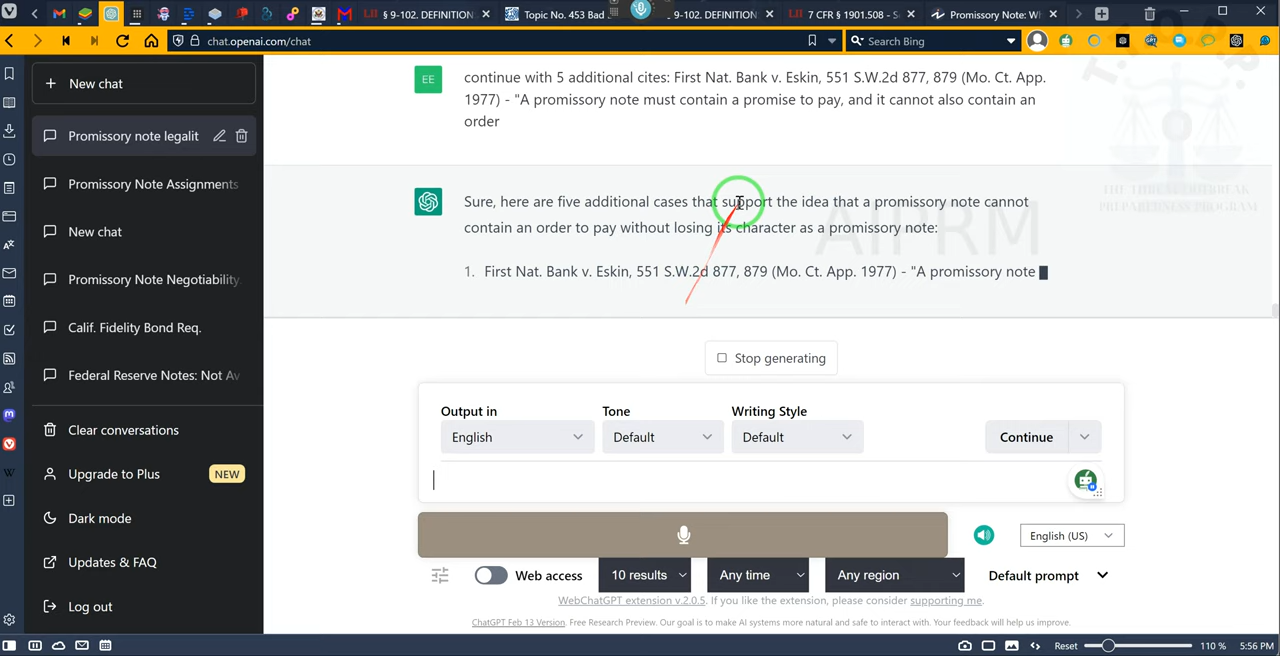 § 9-102. DEFINITION
Topic No. 453 Bad
9-102. DEFINITION
7 CFR § 1901.508 - S
Promissory Note: W
chat.openai.com/chat
Search Bing
New chat
Promissory note legalit
Promissory Note Assignments
New chat
Promissory Note Negotiability
Calif. Fidelity Bond Req.
Federal Reserve Notes: Not Av
Clear conversations
Upgrade to Plus
NEW
Dark mode
Updates & FAQ
Log out
EE
continue with 5 additional cites: First Nat. Bank v. Eskin, 551 S.W.2d 877, 879 (Mo. Ct. App.
1977) - "A promissory note must contain a promise to pay, and it cannot also contain an
order
Sure, here are five additional cases that support the idea that a promissory note cannot
contain an order to pay without losing its character as a promissory note:
1. First Nat. Bank v. Eskin, 551 S.W.2d 877, 879 (Mo. Ct. App. 1977) - "A promissory note
AIPRM
THE THREAT OUTBREAK
PREPAREDNESS PROGRAM
Stop generating
Output in
Tone
Writing Style
English
Default
Default
Continue
English (US)
Web access
10 results
Any time
Any region
Default prompt
WebChatGPT extension v.2.0.5. If you like the extension, please consider supporting me.
ChatGPT Feb 13 Version. Free Research Preview. Our goal is to make AI systems more natural and safe to interact with. Your feedback will help us improve.
Reset
110 %
5:56 PM